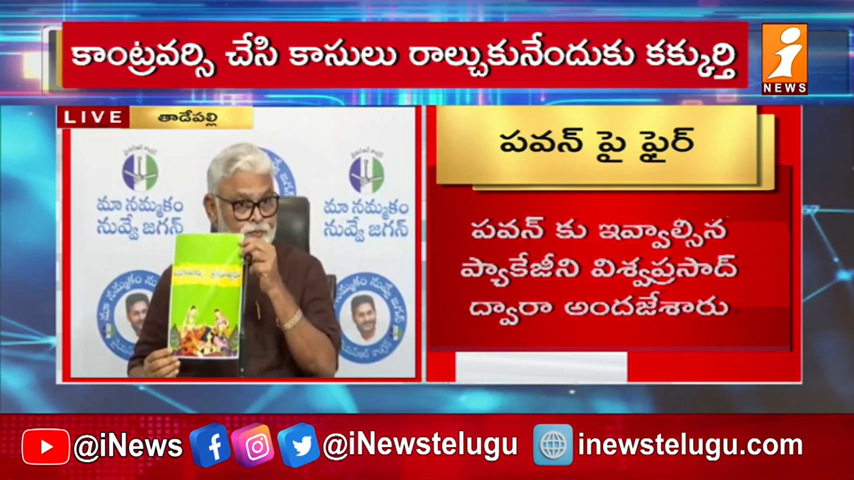 కాంట్రవర్సి చేసి కాసులు రాల్చుకునేందుకు కక్కుర్తి
i
NEWS
LIVE తాడేపల్లి
పవన్ పై ఫైర్
మా నమ్మకం
నువ్వే జగన్
మా నమ్మకం
నువ్వే జగన్
పవన్ కు ఇవ్వాల్సిన
ప్యాకేజీని విశ్వప్రసాద్
ద్వారా అందజేశారు
@iNews @iNewstelugu inewstelugu.com